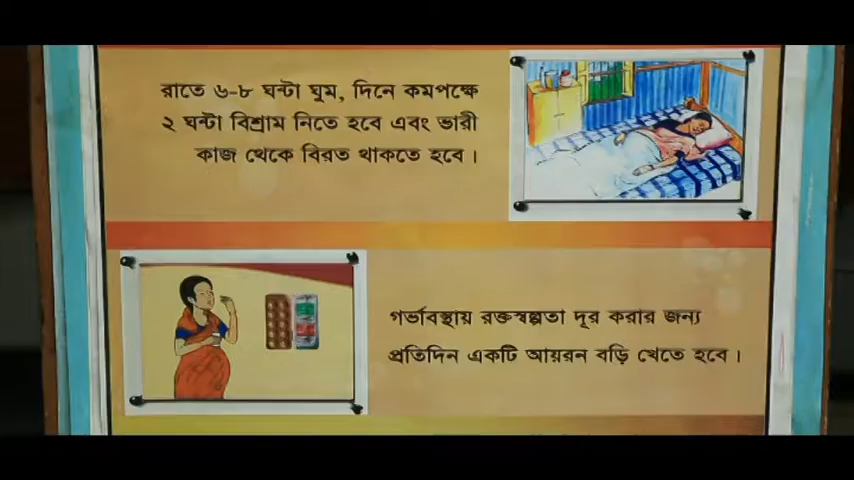 রাতে ৬-৮ ঘন্টা ঘুম, দিনে কমপক্ষে
২ ঘন্টা বিশ্রাম নিতে হবে এবং ভারী
কাজ থেকে বিরত থাকতে হবে।
গর্ভাবস্থায় রক্তস্বল্পতা দূর করার জন্য
প্রতিদিন একটি আয়রন বড়ি খেতে হবে।